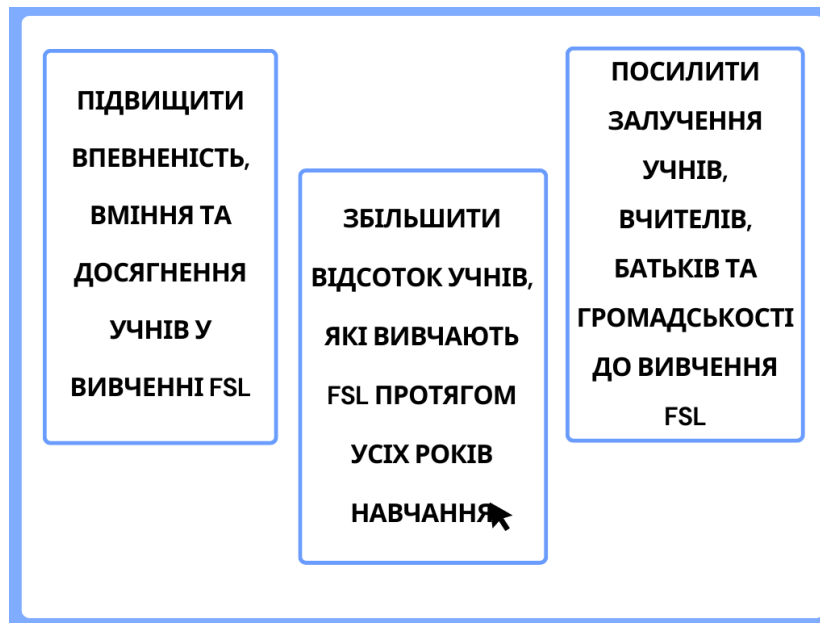 ПІДВИЩИТИ
ВПЕВНЕНІСТЬ,
ВМІННЯ ТА
ДОСЯГНЕННЯ
УЧНІВ У
ВИВЧЕННІ FSL
ЗБІЛЬШИТИ
ВІДСОТОК УЧНІВ,
ЯКІ ВИВЧАЮТЬ
FSL ПРОТЯГОМ
УСІХ РОКІВ
НАВЧАННЯ
ПОСИЛИТИ
ЗАЛУЧЕННЯ
УЧНІВ,
ВЧИТЕЛІВ,
БАТЬКІВ ТА
ГРОМАДСЬКОСТІ
ДО ВИВЧЕННЯ
FSL